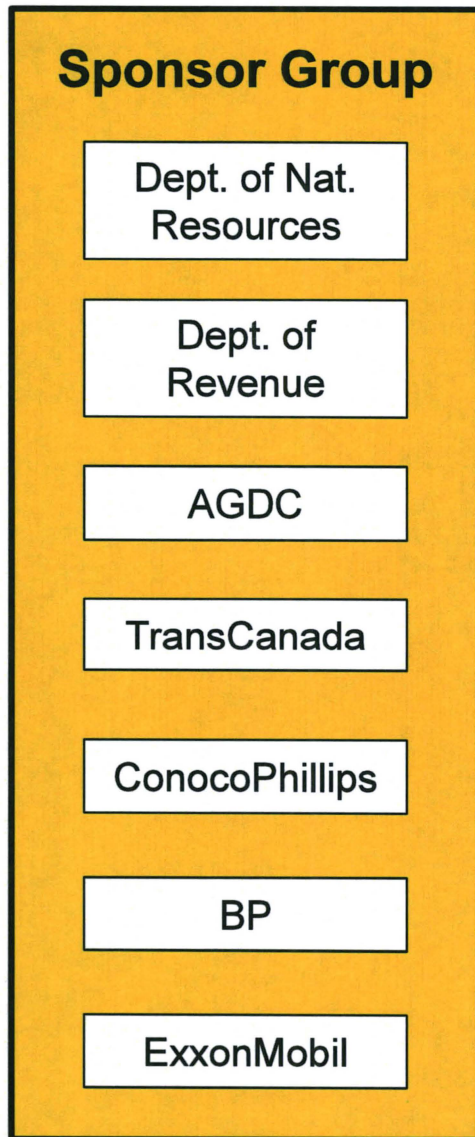 Sponsor Group
Dept. of Nat.
Resources
Dept. of
Revenue
AGDC
TransCanada
ConocoPhillips
BP
ExxonMobil